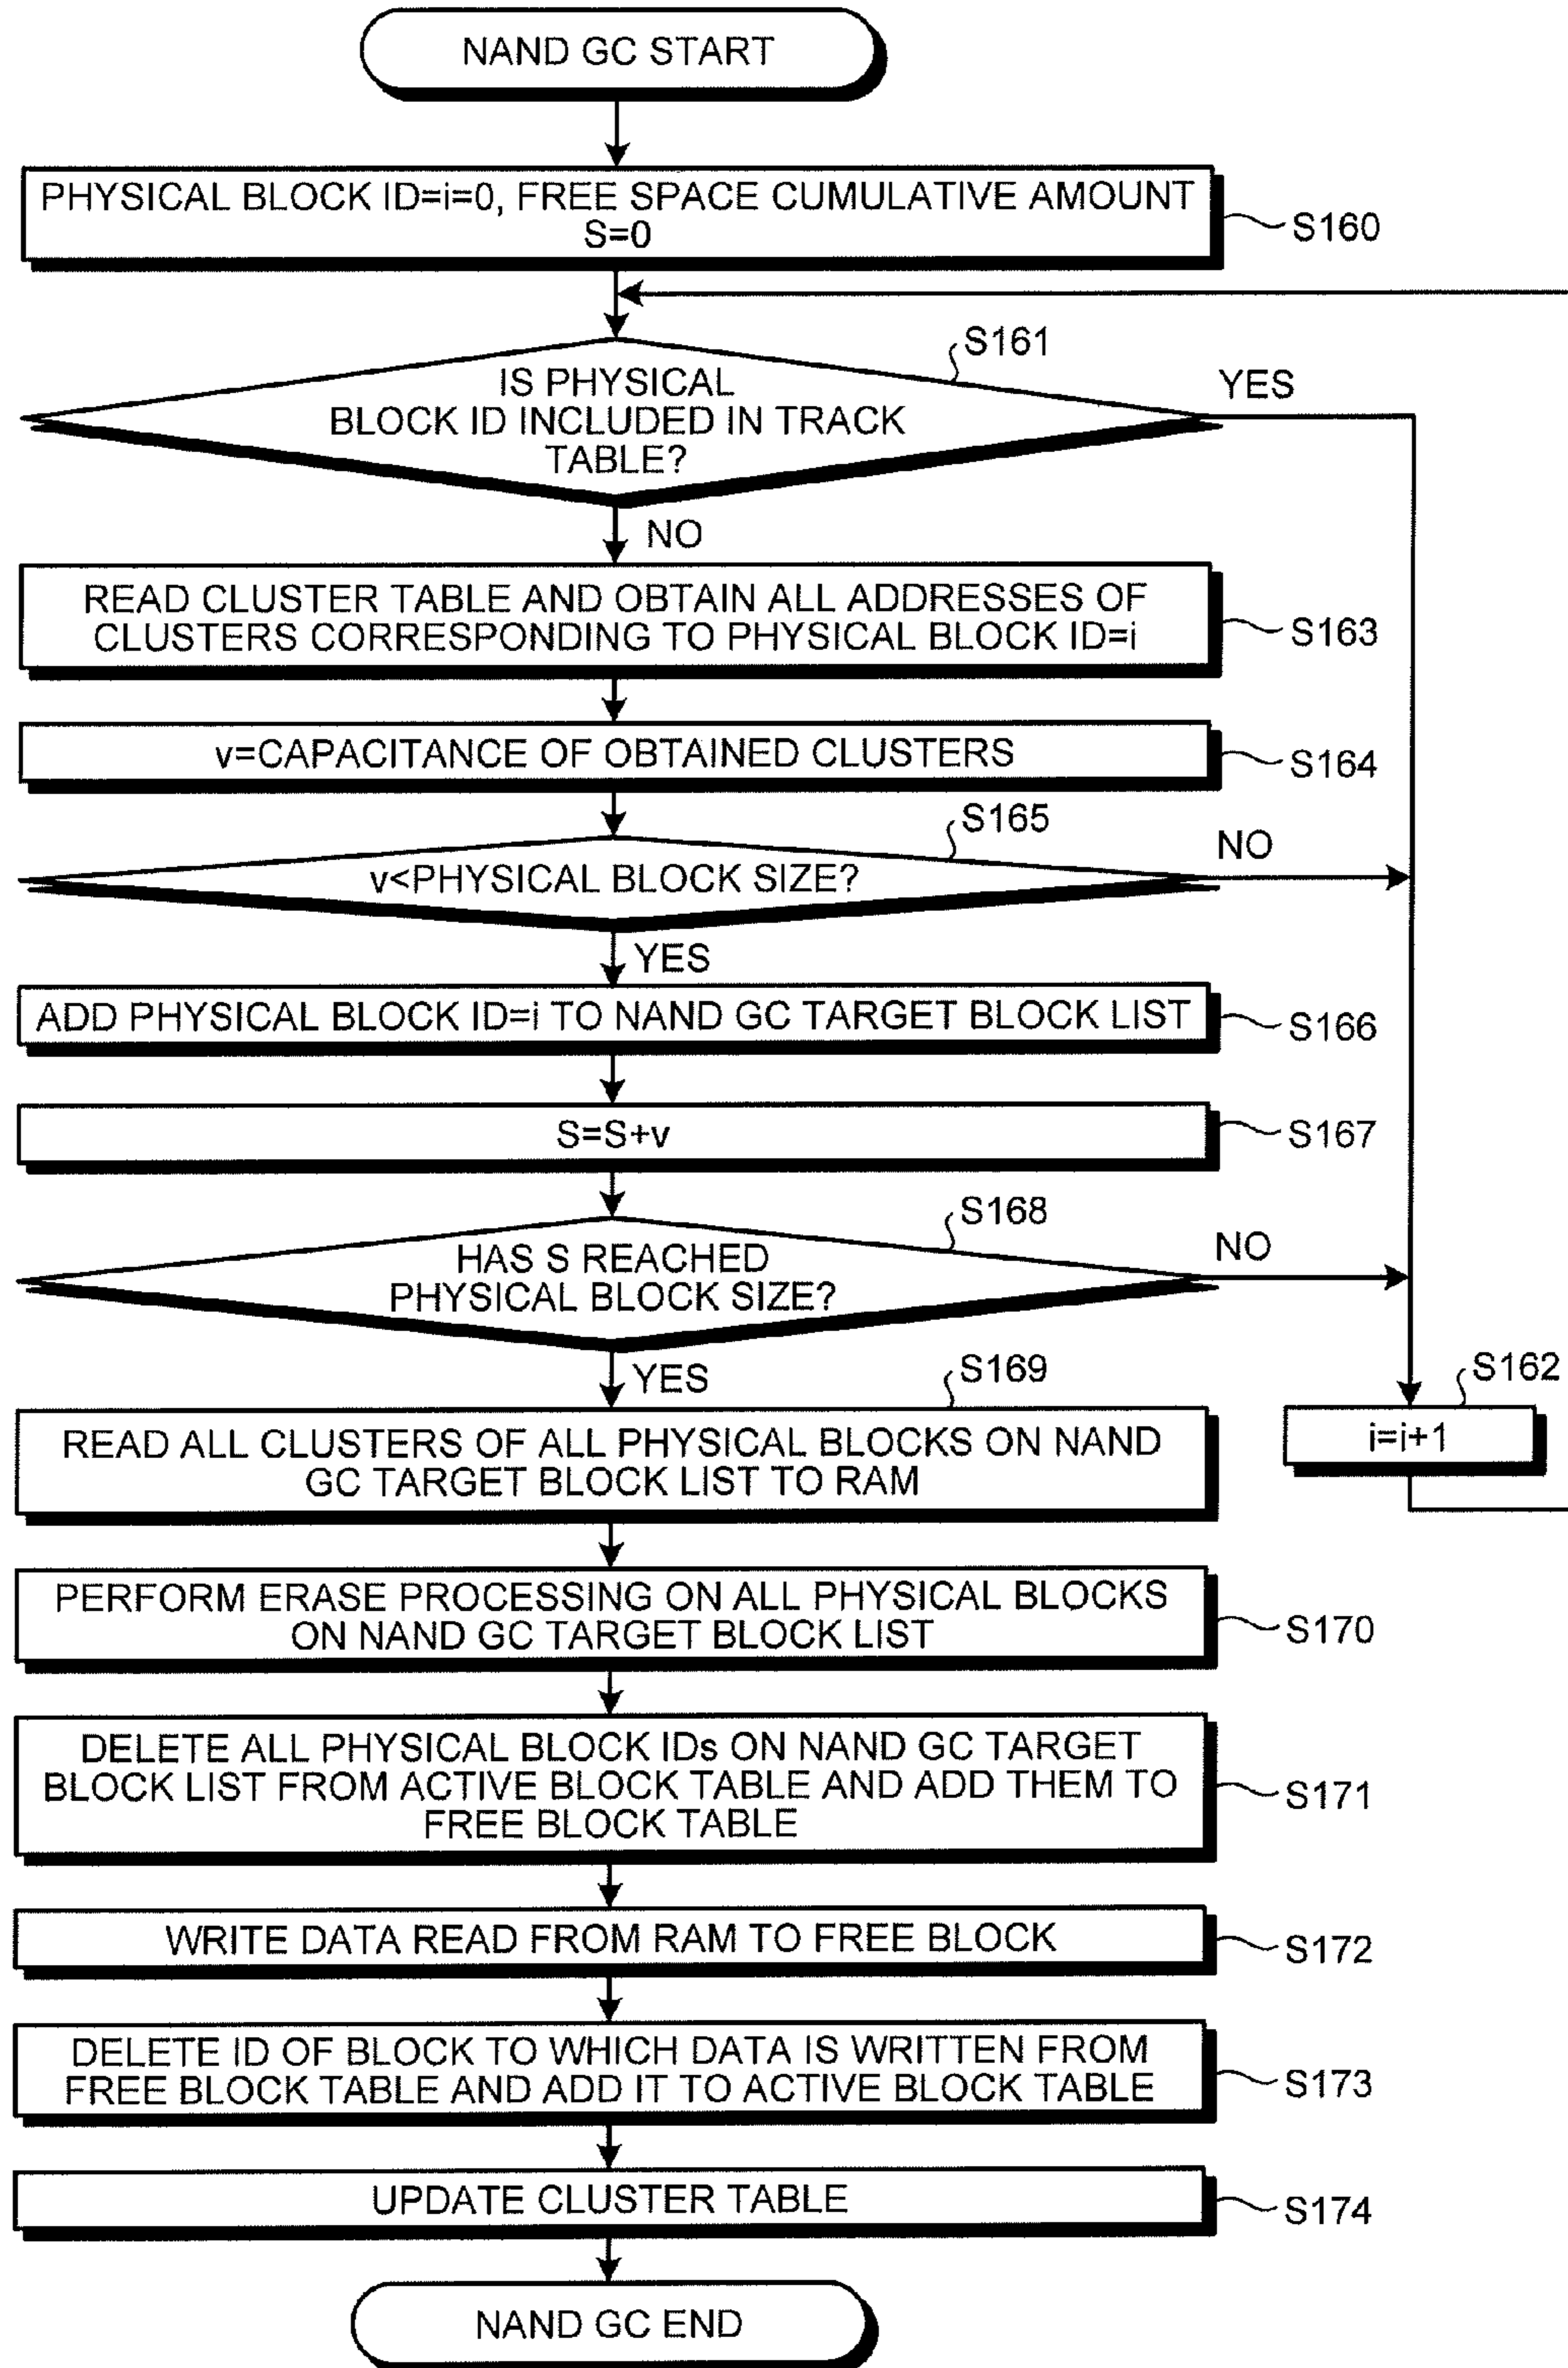 NAND GC START
PHYSICAL BLOCK ID=i=0, FREE SPACE CUMULATIVE AMOUNT
S=0
S160
S161
IS PHYSICAL
BLOCK ID INCLUDED IN TRACK
TABLE?
YES
NO
READ CLUSTER TABLE AND OBTAIN ALL ADDRESSES OF
CLUSTERS CORRESPONDING TO PHYSICAL BLOCK ID=i
S163
v=CAPACITANCE OF OBTAINED CLUSTERS
S164
S165
v<PHYSICAL BLOCK SIZE?
NO
YES
ADD PHYSICAL BLOCK ID=i TO NAND GC TARGET BLOCK LIST
S166
S=S+v
S167
S168
HAS S REACHED
PHYSICAL BLOCK SIZE?
NO
YES
S169
READ ALL CLUSTERS OF ALL PHYSICAL BLOCKS ON NAND
GC TARGET BLOCK LIST TO RAM
S162
i=i+1
PERFORM ERASE PROCESSING ON ALL PHYSICAL BLOCKS
ON NAND GC TARGET BLOCK LIST
S170
DELETE ALL PHYSICAL BLOCK IDs ON NAND GC TARGET
BLOCK LIST FROM ACTIVE BLOCK TABLE AND ADD THEM TO
FREE BLOCK TABLE
S171
WRITE DATA READ FROM RAM TO FREE BLOCK
S172
DELETE ID OF BLOCK TO WHICH DATA IS WRITTEN FROM
FREE BLOCK TABLE AND ADD IT TO ACTIVE BLOCK TABLE
S173
UPDATE CLUSTER TABLE
S174
NAND GC END